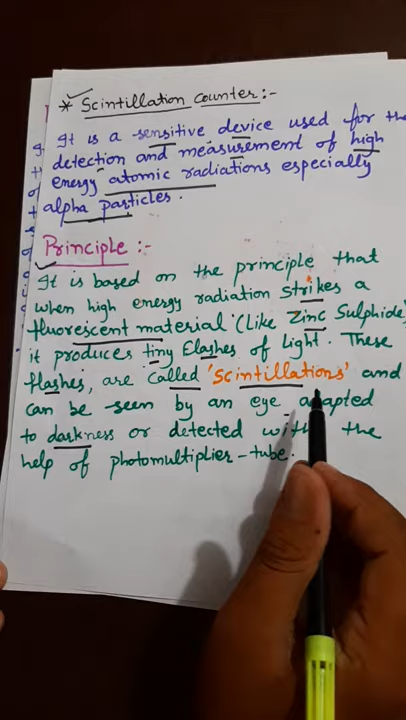 * Scintillation counter:-
It is a sensitive device used for the
detection and measurement of high
energy atomic radiations especially
alpha particles.
Principle :-
It is based on the principle that
when high energy radiation strikes a
fluorescent material (like Zinc Sulphide)
it produces tiny flashes of light. These
flashes, are called 'scintillations' and
can be seen by an eye adapted
to darkness or detected with the
help of photomultiplier-tube.